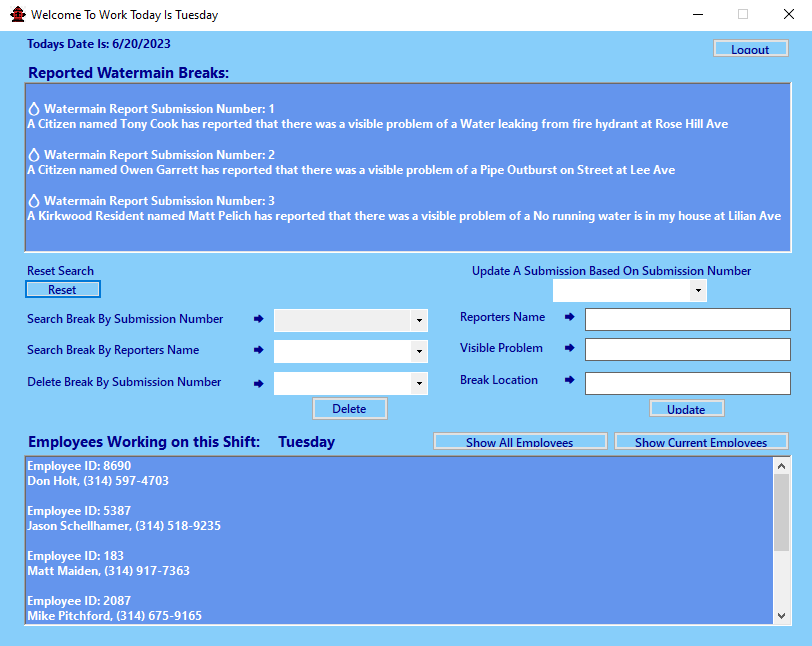 Welcome To Work Today Is Tuesday
Todays Date Is: 6/20/2023
Logout
Reported Watermain Breaks:
Watermain Report Submission Number: 1
A Citizen named Tony Cook has reported that there was a visible problem of a Water leaking from fire hydrant at Rose Hill Ave
Watermain Report Submission Number: 2
A Citizen named Owen Garrett has reported that there was a visible problem of a Pipe Outburst on Street at Lee Ave
Watermain Report Submission Number: 3
A Kirkwood Resident named Matt Pelich has reported that there was a visible problem of a No running water is in my house at Lilian Ave
Reset Search
Reset
Search Break By Submission Number
Search Break By Reporters Name
Delete Break By Submission Number
Delete
Update A Submission Based On Submission Number
Reporters Name
Visible Problem
Break Location
Update
Employees Working on this Shift: Tuesday
Show All Employees
Show Current Employees
Employee ID: 8690
Don Holt, (314) 597-4703
Employee ID: 5387
Jason Schellhamer, (314) 518-9235
Employee ID: 183
Matt Maiden, (314) 917-7363
Employee ID: 2087
Mike Pitchford, (314) 675-9165